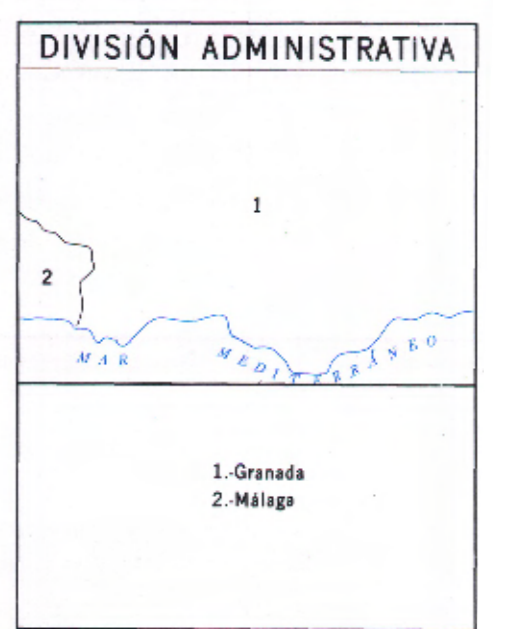 DIVISIÓN ADMINISTRATIVA
1
2
MAR MEDITERRÁNEO
1.-Granada
2.-Málaga